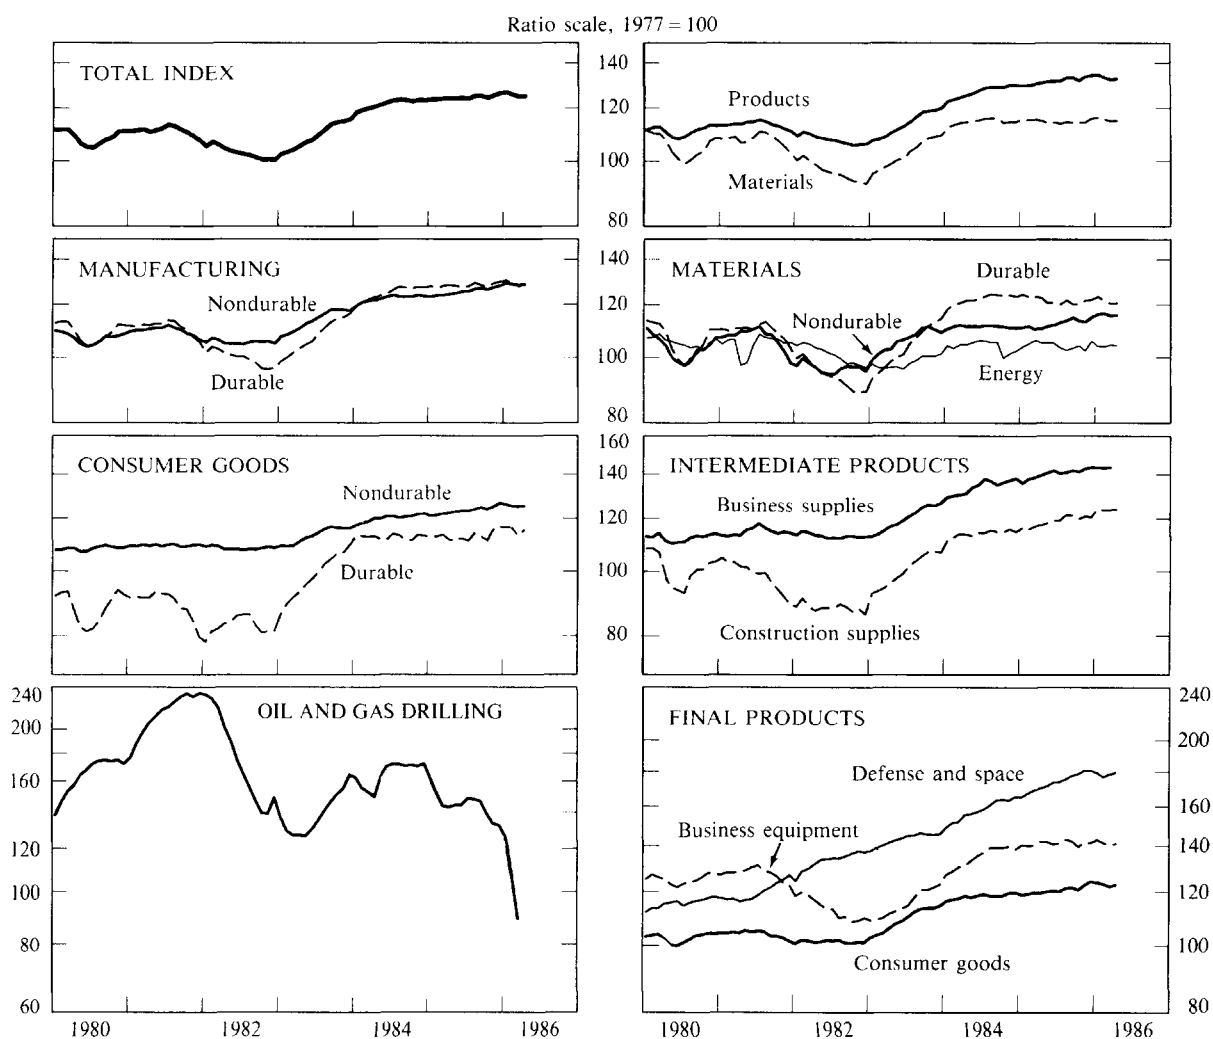 Ratio scale, 1977 = 100
TOTAL INDEX
140
120
100
80
Products
Materials
MANUFACTURING
Nondurable
Durable
MATERIALS
140
120
100
80
Durable
Nondurable
Energy
CONSUMER GOODS
Nondurable
Durable
160
140
120
100
80
INTERMEDIATE PRODUCTS
Business supplies
Construction supplies
240
200
160
120
100
80
60
OIL AND GAS DRILLING
1980
1982
1984
1986
FINAL PRODUCTS
Defense and space
Business equipment
Consumer goods
240
200
160
140
120
100
80
1980
1982
1984
1986